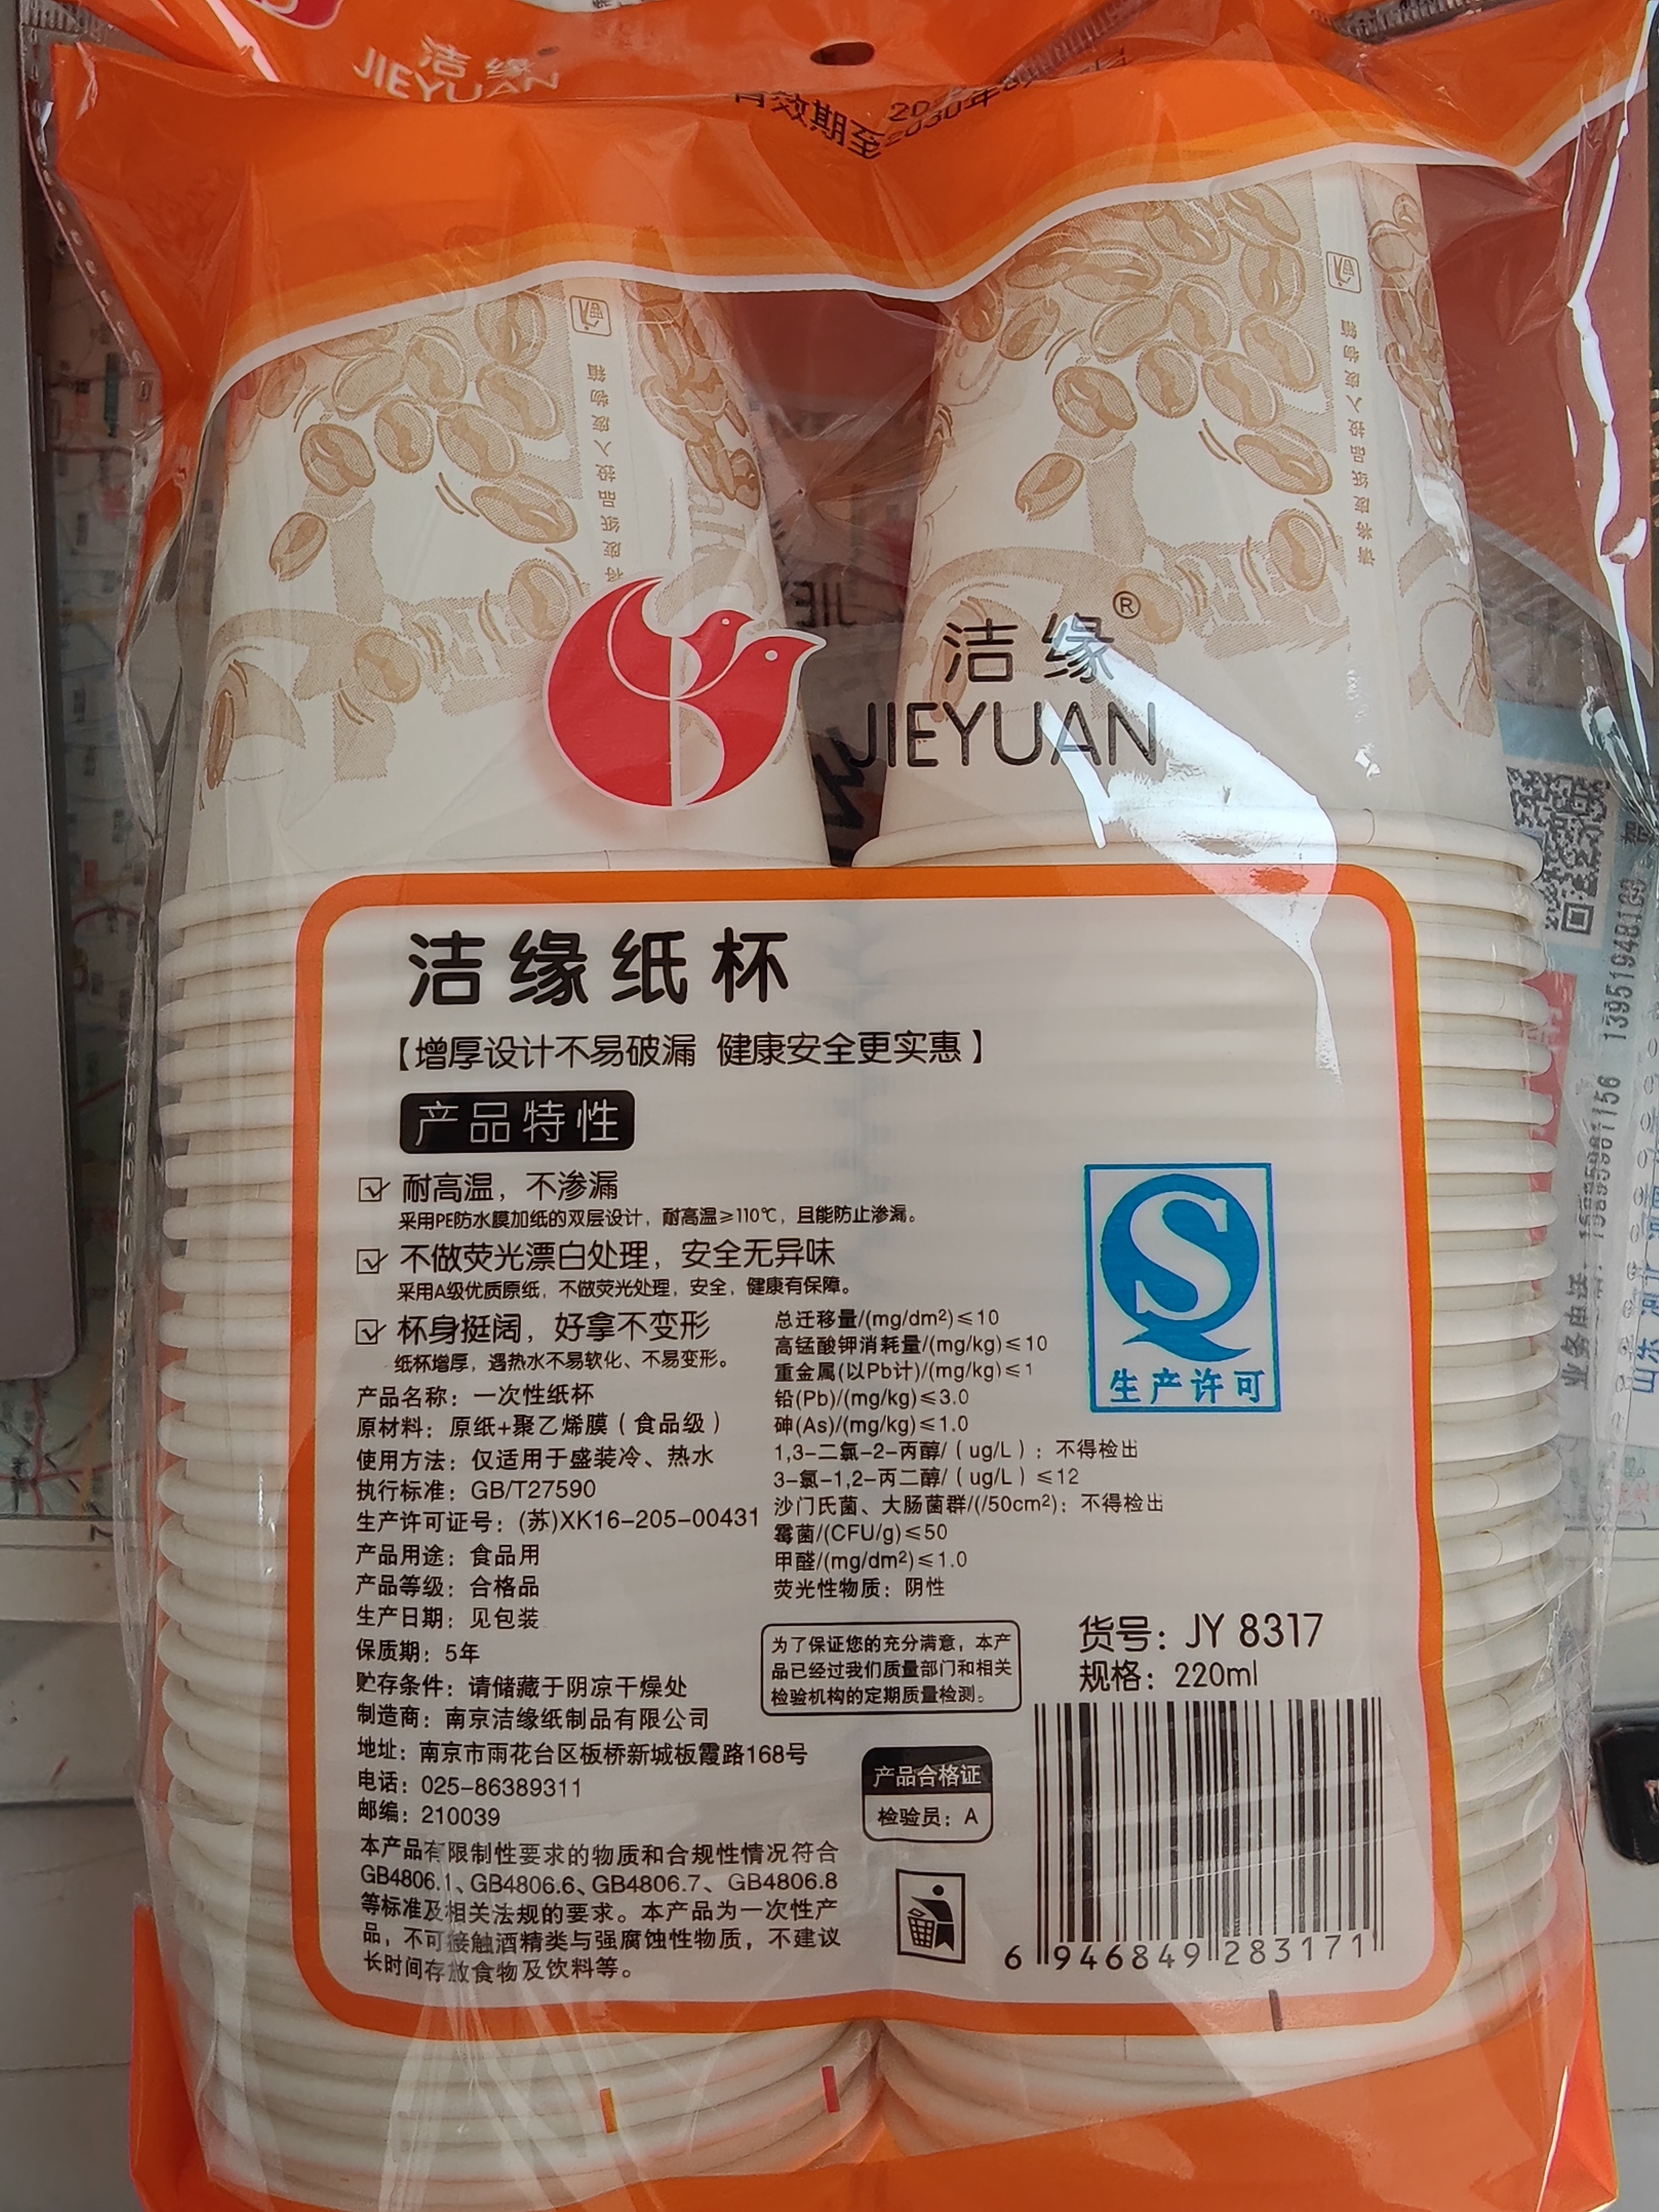 洁缘
JIEYUAN
有效期至
请将废纸品投入废物箱
洁缘®
JIEYUAN
洁缘纸杯
【增厚设计不易破漏 健康安全更实惠】
产品特性
耐高温，不渗漏
采用PE防水膜加纸的双层设计，耐高温≥110℃，且能防止渗漏。
不做荧光漂白处理，安全无异味
采用A级优质原纸，不做荧光处理，安全，健康有保障。
杯身挺阔，好拿不变形
纸杯增厚，遇热水不易软化、不易变形。
产品名称：一次性纸杯
原材料：原纸+聚乙烯膜（食品级）
使用方法：仅适用于盛装冷、热水
执行标准：GB/T27590
生产许可证号：(苏)XK16-205-00431
产品用途：食品用
产品等级：合格品
生产日期：见包装
保质期：5年
贮存条件：请储藏于阴凉干燥处
制造商：南京洁缘纸制品有限公司
地址：南京市雨花台区板桥新城板霞路168号
电话：025-86389311
邮编：210039
本产品有限制性要求的物质和合规性情况符合
GB4806.1、GB4806.6、GB4806.7、GB4806.8
等标准及相关法规的要求。本产品为一次性产
品，不可接触酒精类与强腐蚀性物质，不建议
长时间存放食物及饮料等。
总迁移量/(mg/dm²)≤10
高锰酸钾消耗量/(mg/kg)≤10
重金属(以Pb计)/(mg/kg)≤1
铅(Pb)/(mg/kg)≤3.0
砷(As)/(mg/kg)≤1.0
1,3-二氯-2-丙醇/（ug/L）：不得检出
3-氯-1,2-丙二醇/（ug/L）≤12
沙门氏菌、大肠菌群/(/50cm²)：不得检出
霉菌/(CFU/g)≤50
甲醛/(mg/dm²)≤1.0
荧光性物质：阴性
生产许可
为了保证您的充分满意，本产
品已经过我们质量部门和相关
检验机构的定期质量检测。
货号：JY 8317
规格：220ml
产品合格证
检验员：A
6 946849 283171
13951948180